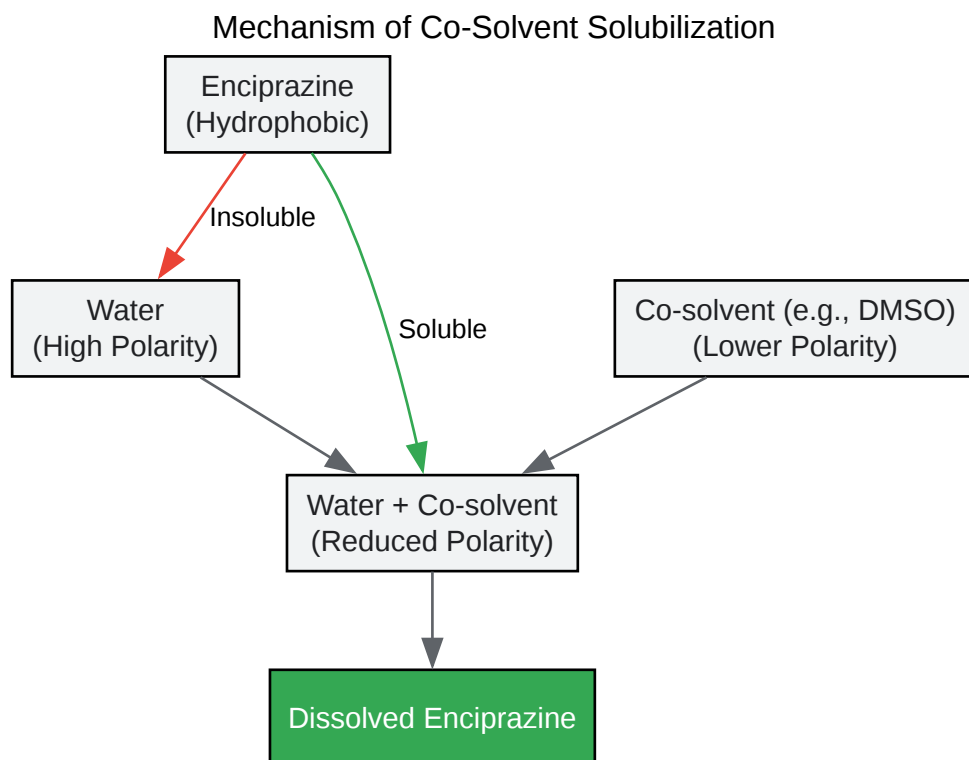 Mechanism of Co-Solvent Solubilization
Enciprazine
(Hydrophobic)
Insoluble
Water
(High Polarity)
Co-solvent (e.g., DMSO)
(Lower Polarity)
Soluble
Water + Co-solvent
(Reduced Polarity)
Dissolved Enciprazine